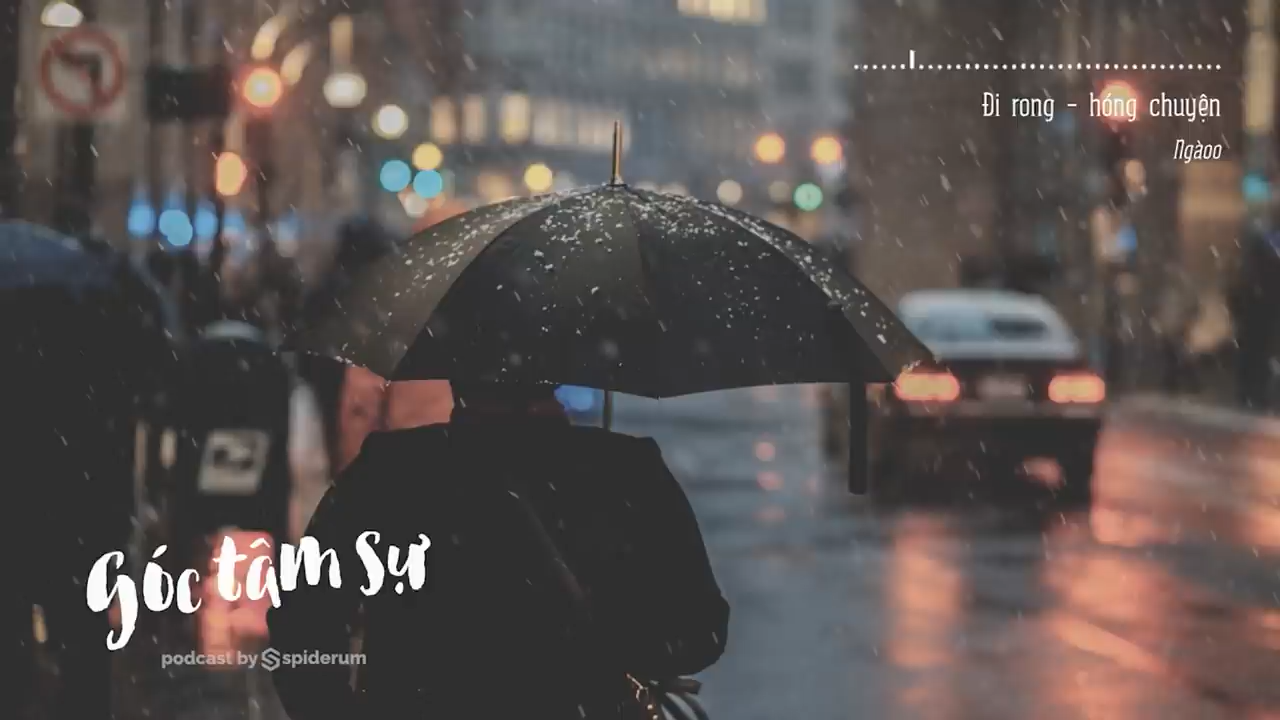 Đi rong - hóng chuyện
Ngàoo
Góc tâm sự
podcast by spiderum